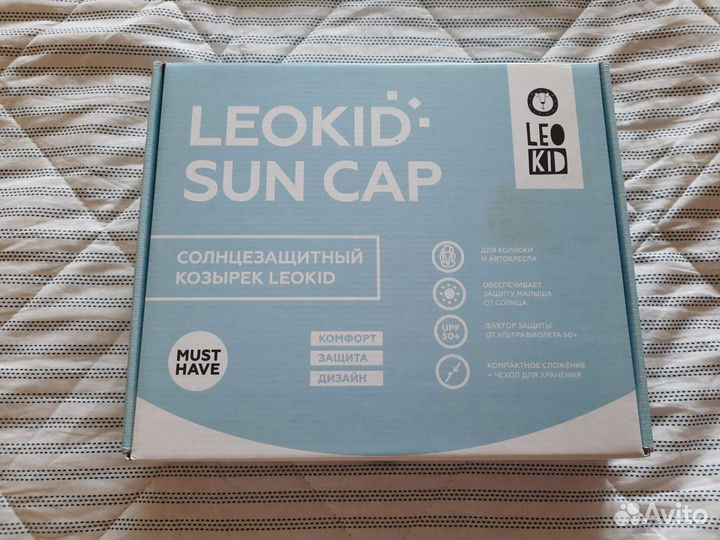 LEOKID
SUN CAP
LEO
KID
СОЛНЦЕЗАЩИТНЫЙ
КОЗЫРЕК LEOKID
ДЛЯ КОЛЯСКИ
И АВТОКРЕСЛА
ОБЕСПЕЧИВАЕТ
ЗАЩИТУ МАЛЫША
ОТ СОЛНЦА
UPF
50+
ФАКТОР ЗАЩИТЫ
ОТ УЛЬТРАФИОЛЕТА 50+
КОМПАКТНОЕ СЛОЖЕНИЕ
+ ЧЕХОЛ ДЛЯ ХРАНЕНИЯ
MUST
HAVE
КОМФОРТ
ЗАЩИТА
ДИЗАЙН
Avito